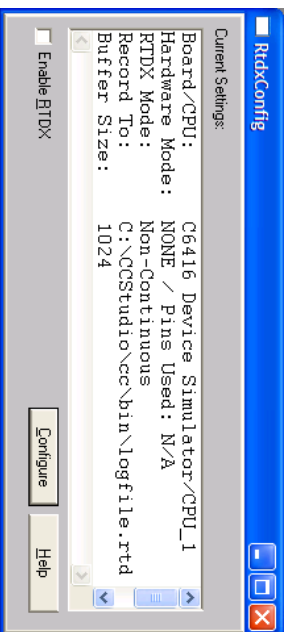 RtdxConfig
Current Settings:
Board/CPU: C6416 Device Simulator/CPU_1
Hardware Mode: NONE / Pins Used: N/A
RTDX Mode: Non-Continuous
Record To: C:\CCStudio\cc\bin\logfile.rtd
Buffer Size: 1024
Enable RTDX
Configure
Help